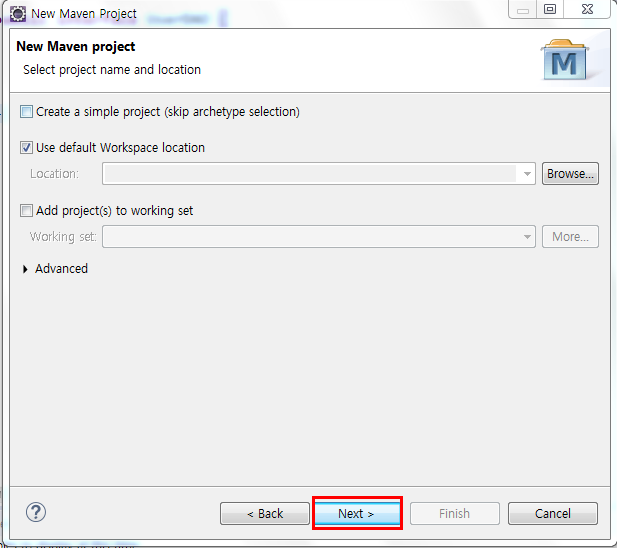 New Maven Project
New Maven project
Select project name and location
M
Create a simple project (skip archetype selection)
Use default Workspace location
Location:
Browse...
Add project(s) to working set
Working set:
More...
Advanced
?
< Back
Next >
Finish
Cancel